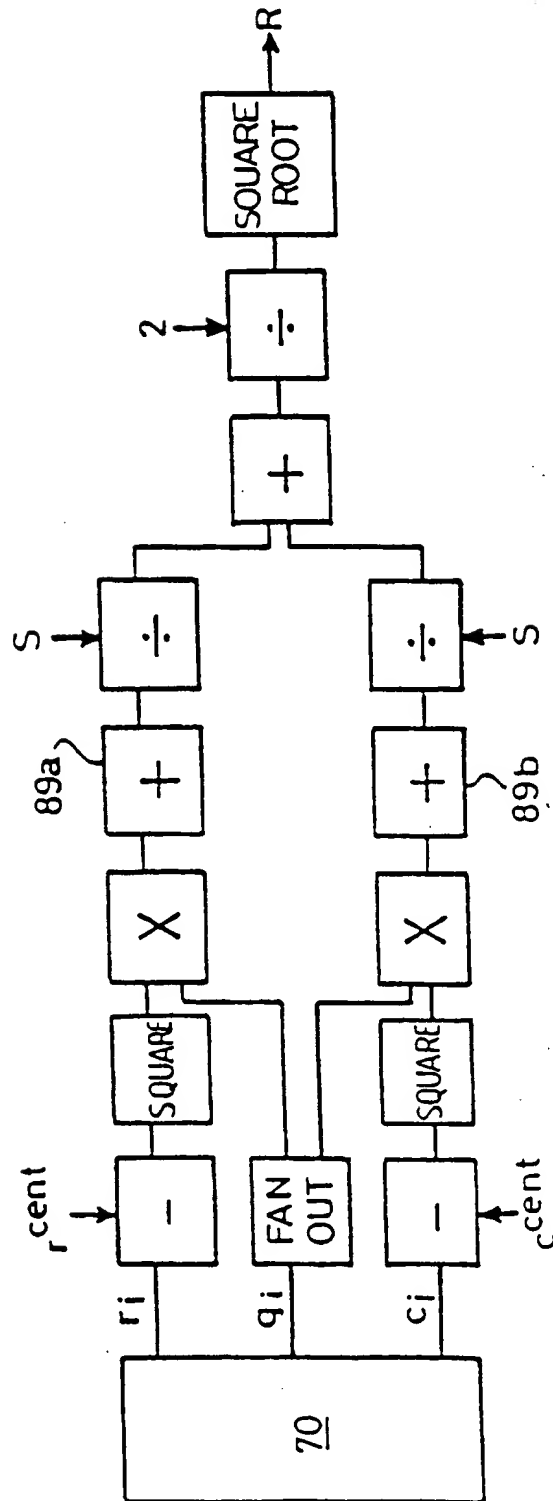 70
ri
qi
ci
r cent
−
FAN
OUT
−
c cent
SQUARE
SQUARE
X
X
89a
+
+
89b
S
÷
÷
S
+
2
÷
SQUARE
ROOT
R